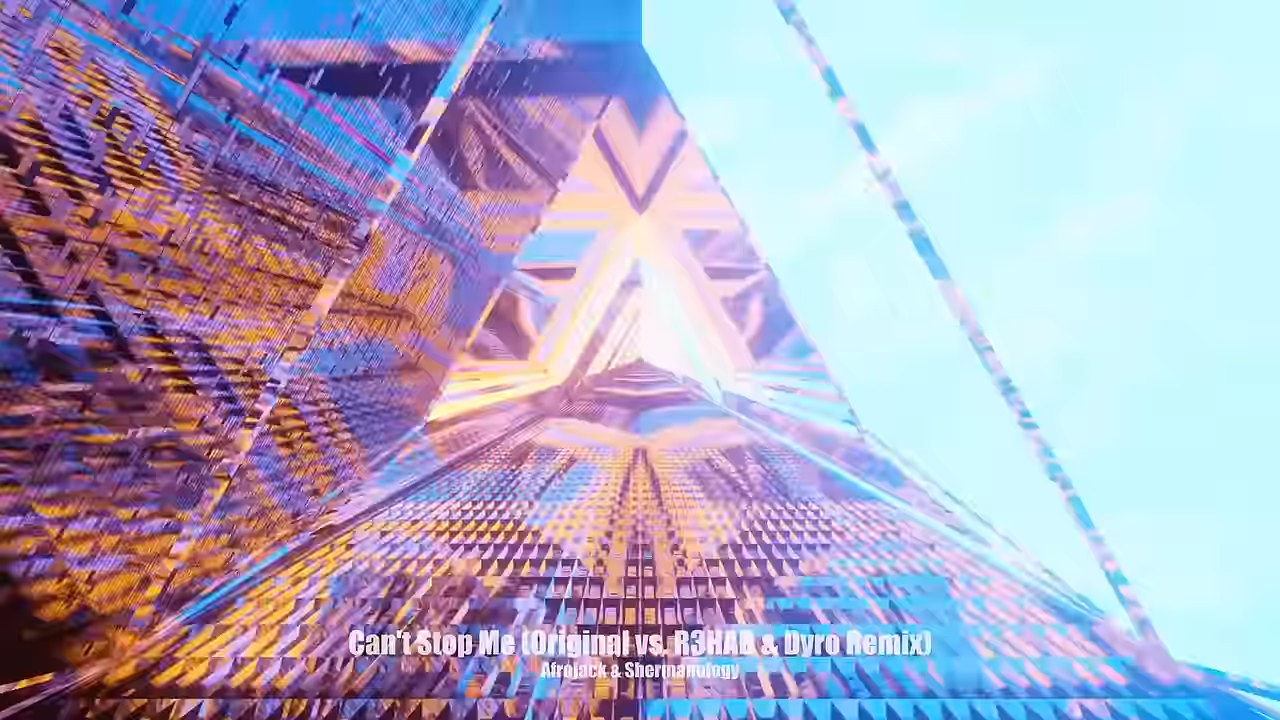 Can't Stop Me (Original vs. R3HAB & Dyro Remix)
Afrojack & Shermanology